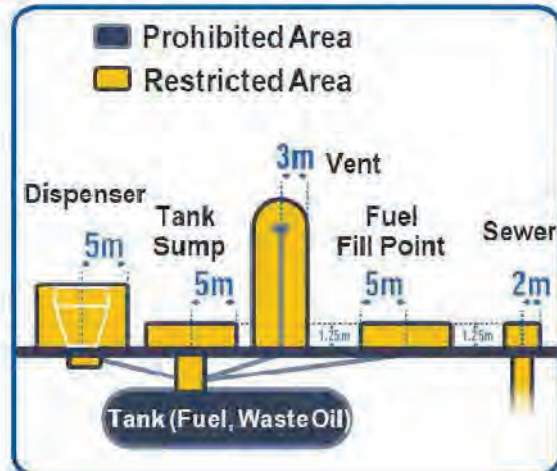 Prohibited Area
Restricted Area
3m
Vent
Dispenser
Tank
Sump
Fuel
Fill Point
Sewer
5m
5m
5m
2m
1.25m
1.25m
Tank (Fuel, Waste Oil)